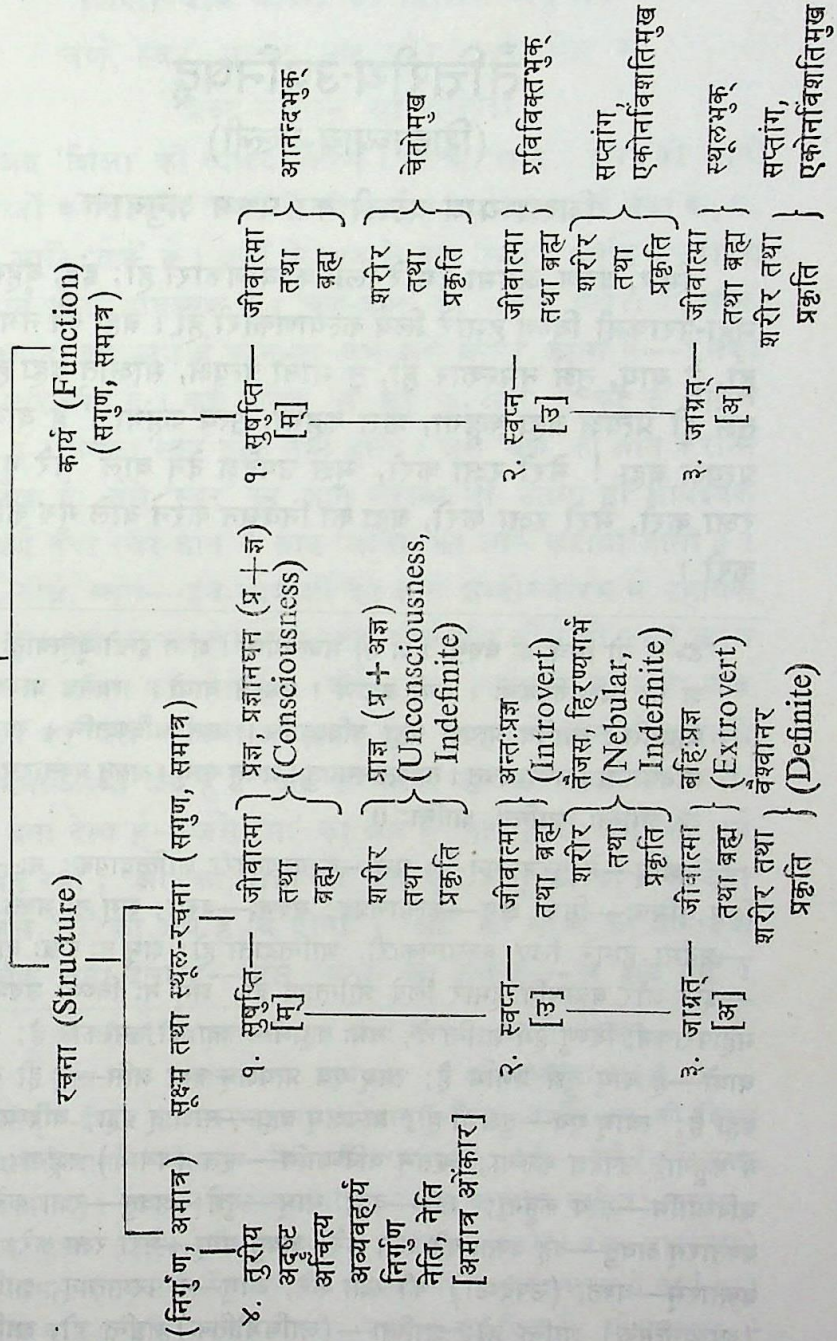 रचना (Structure)
कार्य (Function)
(सगुण, समात्र)
(निर्गुण, अमात्र)
सूक्ष्म तथा स्थूल-रचना (सगुण, समात्र)
४. तुरीय
अदृष्ट
अचित्य
अव्यवहार्य
निर्गुण
नेति, नेति
[अमात्र ओंकार]
१. सुषुप्ति— जीवात्मा } प्रज्ञ प्रज्ञानघन (प्र+ज्ञ)
[म्] तथा } (Consciousness)
ब्रह्म
शरीर } प्राज्ञ (प्र+अज्ञ)
तथा } (Unconsciousness,
प्रकृति } Indefinite)
२. स्वप्न— जीवात्मा } अन्तःप्रज्ञ
[उ] तथा ब्रह्म } (Introvert)
शरीर } तैजस, हिरण्यगर्भ
तथा } (Nebular,
प्रकृति } Indefinite)
३. जाग्रत्— जीवात्मा } बहिःप्रज्ञ
[अ] तथा ब्रह्म } (Extrovert)
शरीर तथा } वैश्वानर
प्रकृति } (Definite)
१. सुषुप्ति— जीवात्मा } आनन्दभुक्
[म्] तथा
ब्रह्म
शरीर } चेतोमुख
तथा
प्रकृति
२. स्वप्न— जीवात्मा } प्रविविक्तभुक्
[उ] तथा ब्रह्म
शरीर } सप्तांग,
तथा } एकोनविंशतिमुख
प्रकृति
३. जाग्रत्— जीवात्मा } स्थूलभुक्
[अ] तथा ब्रह्म
शरीर तथा } सप्तांग,
प्रकृति } एकोनविंशतिमुख